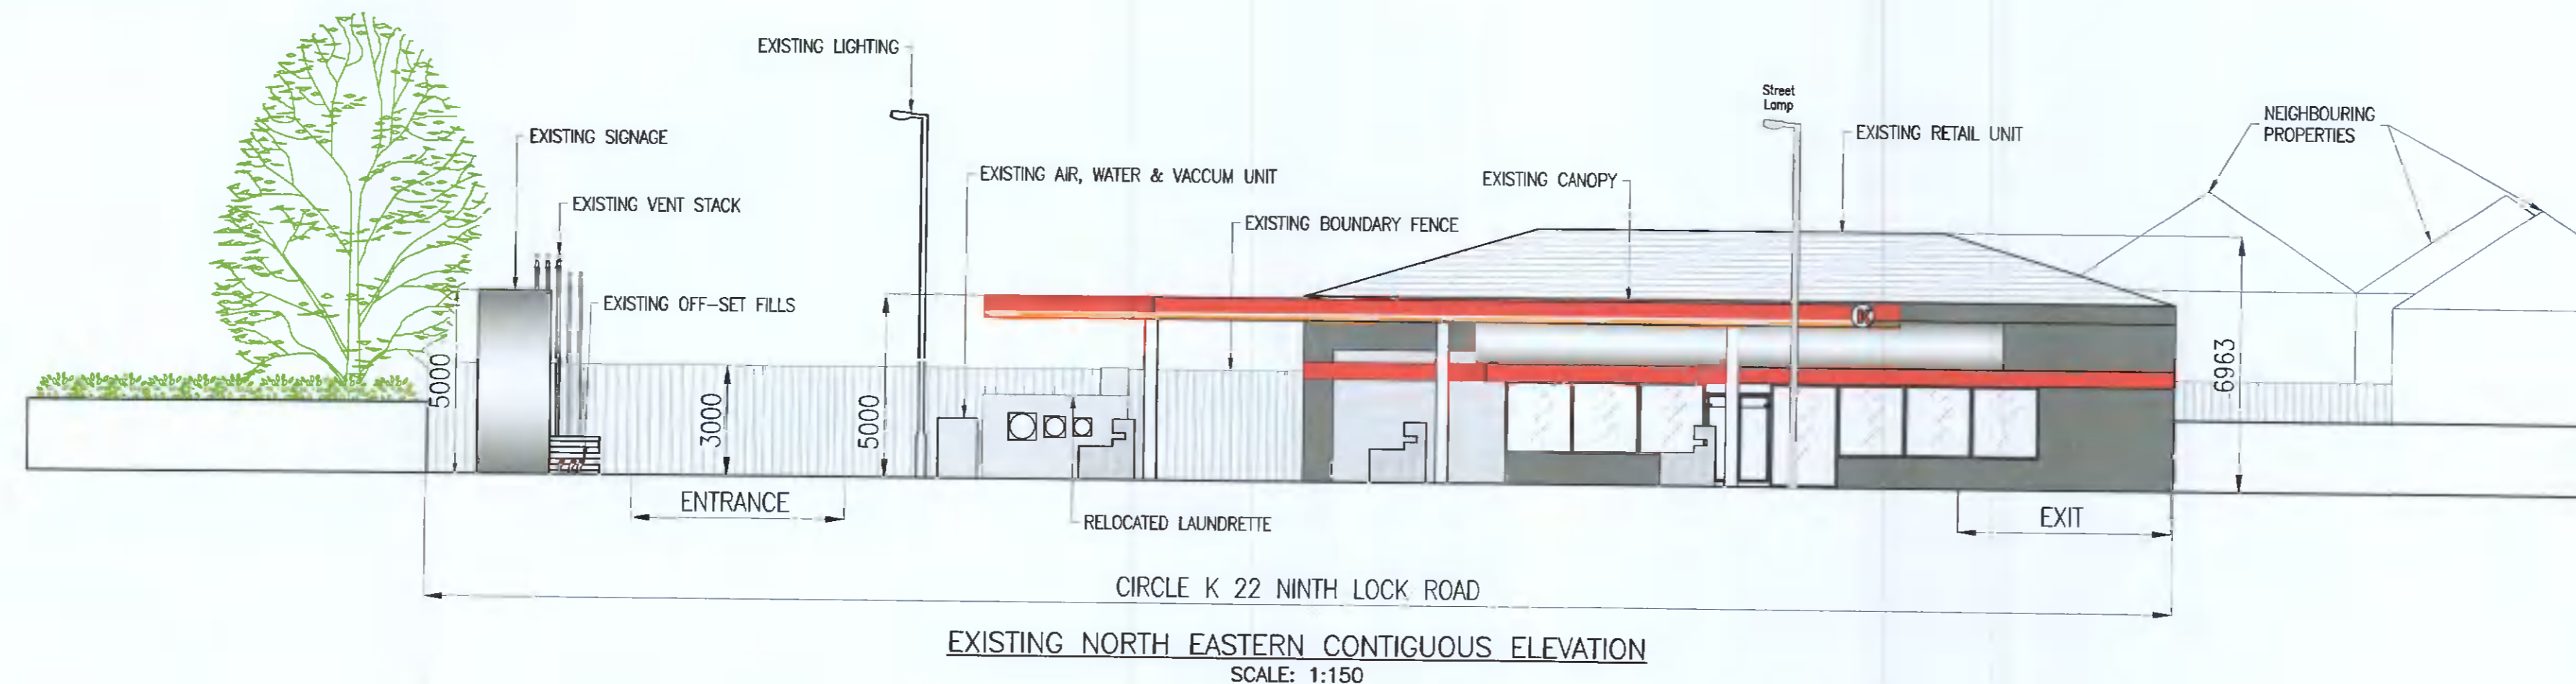 EXISTING LIGHTING
EXISTING SIGNAGE
EXISTING VENT STACK
EXISTING OFF-SET FILLS
EXISTING AIR, WATER & VACCUM UNIT
EXISTING BOUNDARY FENCE
EXISTING CANOPY
Street
Lamp
EXISTING RETAIL UNIT
NEIGHBOURING
PROPERTIES
5000
3000
5000
6963
ENTRANCE
RELOCATED LAUNDRETTE
EXIT
CIRCLE K 22 NINTH LOCK ROAD
EXISTING NORTH EASTERN CONTIGUOUS ELEVATION
SCALE: 1:150